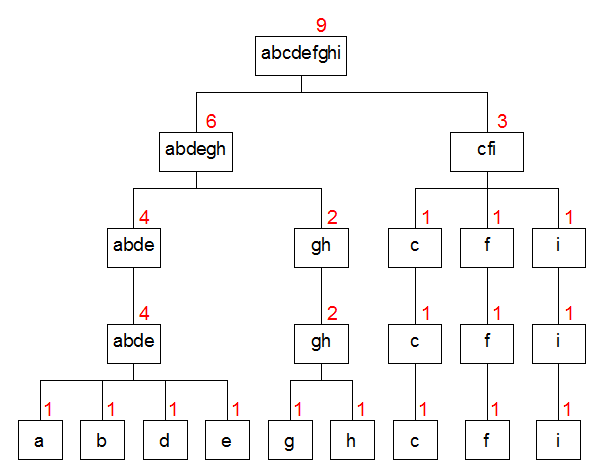 9
abcdefghi
6 3
abdegh cfi
4 2 1 1 1
abde gh c f i
4 2 1 1 1
abde gh c f i
1 1 1 1 1 1 1 1 1
a b d e g h c f i